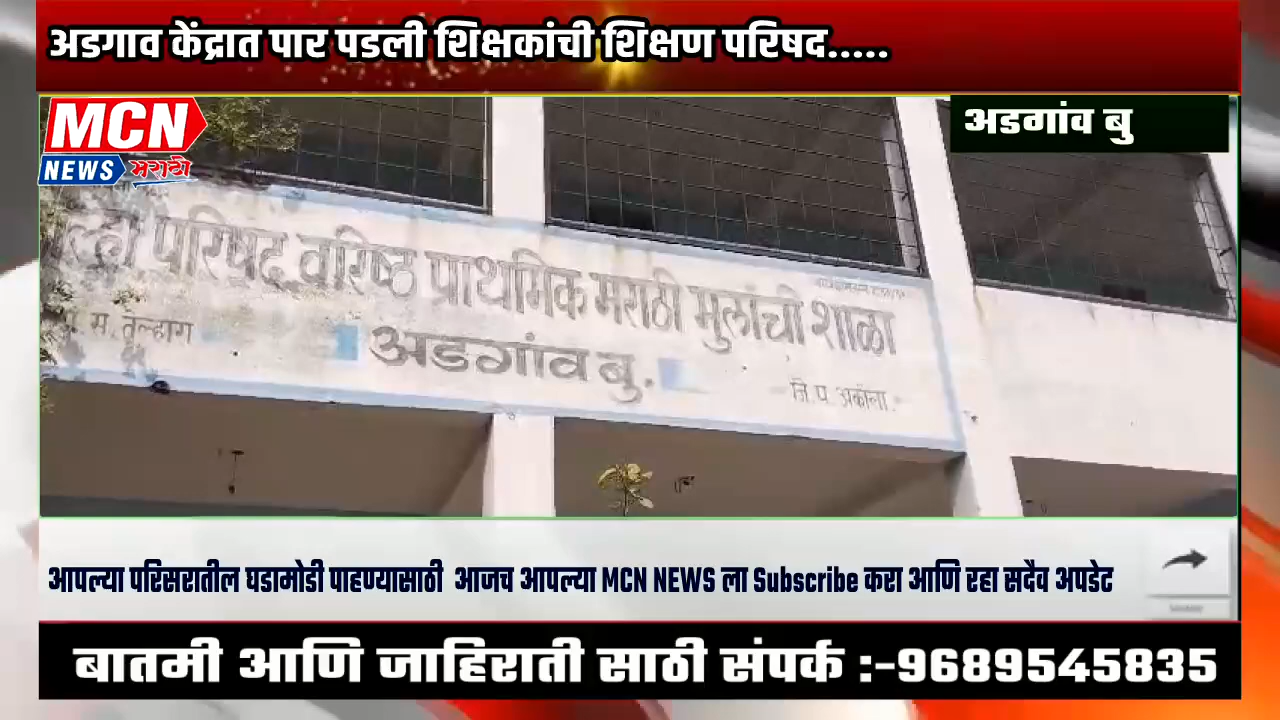 अडगाव केंद्रात पार पडली शिक्षकांची शिक्षण परिषद.....
MCN
NEWS मराठी
अडगांव बु
परिषद वरिष्ठ प्राथमिक मराठी मुलांची शाळा
स. तेल्हारा
अडगांव बु.
जि.प. अकोला.
आपल्या परिसरातील घडामोडी पाहण्यासाठी आजच आपल्या MCN NEWS ला Subscribe करा आणि रहा सदैव अपडेट
बातमी आणि जाहिराती साठी संपर्क :-9689545835